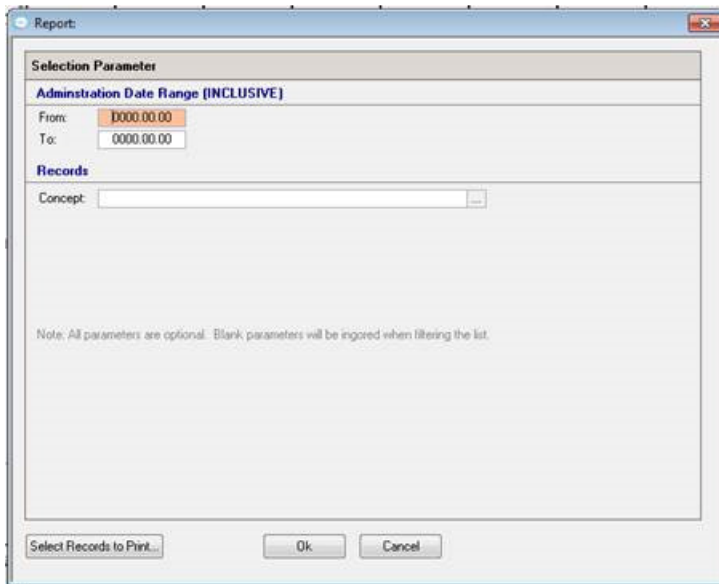 Report:
Selection Parameter
Adminstration Date Range (INCLUSIVE)
From: 0000.00.00
To: 0000.00.00
Records
Concept: ...
Note: All parameters are optional. Blank parameters will be ingored when filtering the list.
Select Records to Print... Ok Cancel